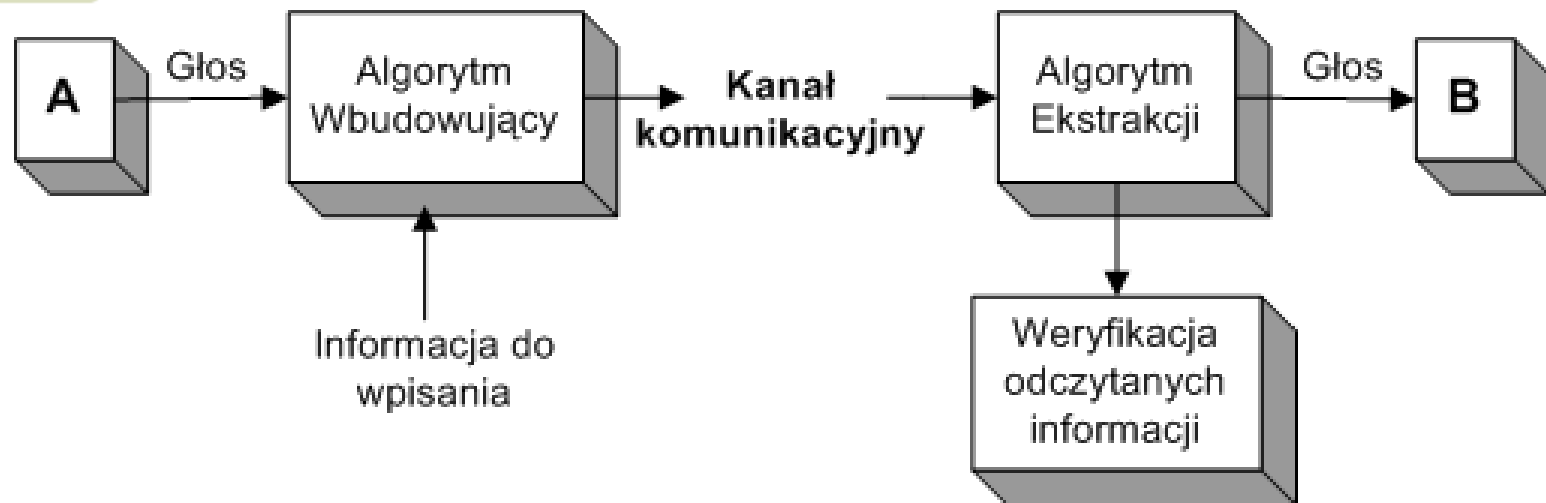 A
Głos
Algorytm
Wbudowujący
Kanał
komunikacyjny
Algorytm
Ekstrakcji
Głos
B
Informacja do
wpisania
Weryfikacja
odczytanych
informacji